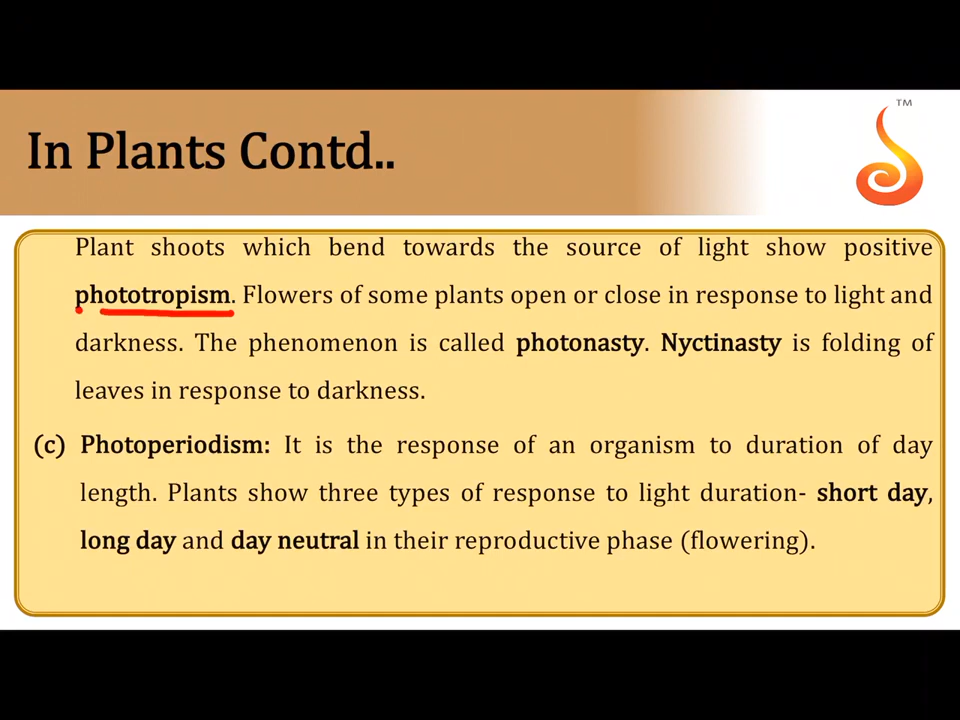 TM
In Plants Contd..
Plant shoots which bend towards the source of light show positive
phototropism. Flowers of some plants open or close in response to light and
darkness. The phenomenon is called photonasty. Nyctinasty is folding of
leaves in response to darkness.
(c) Photoperiodism: It is the response of an organism to duration of day
length. Plants show three types of response to light duration- short day,
long day and day neutral in their reproductive phase (flowering).